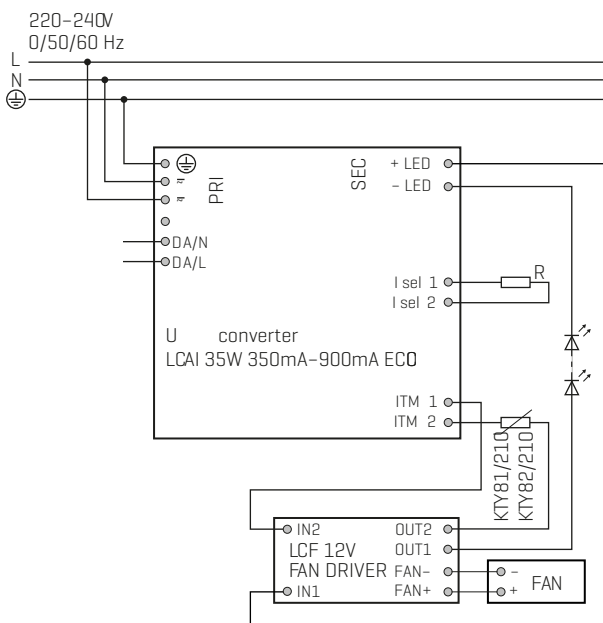 220–240V
0/50/60 Hz
L
N
PRI
SEC
+ LED
– LED
DA/N
DA/L
I sel 1
R
I sel 2
U converter
LCAI 35W 350mA–900mA ECO
ITM 1
ITM 2
KTY81/210
KTY82/210
IN2
OUT2
LCF 12V
OUT1
FAN DRIVER
FAN–
–
FAN
IN1
FAN+
+